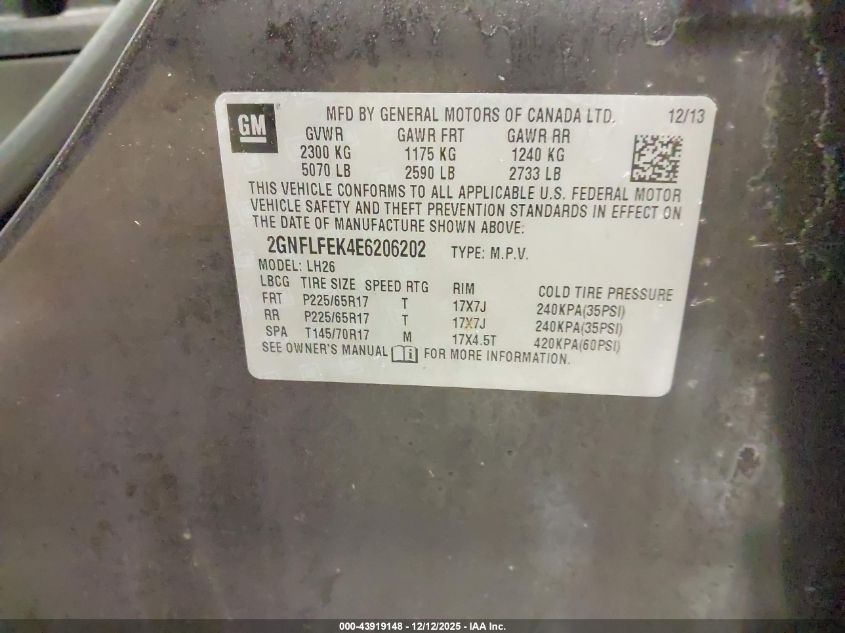 GM
MFD BY GENERAL MOTORS OF CANADA LTD. 12/13
GVWR GAWR FRT GAWR RR
2300 KG 1175 KG 1240 KG
5070 LB 2590 LB 2733 LB
THIS VEHICLE CONFORMS TO ALL APPLICABLE U.S. FEDERAL MOTOR
VEHICLE SAFETY AND THEFT PREVENTION STANDARDS IN EFFECT ON
THE DATE OF MANUFACTURE SHOWN ABOVE:
2GNFLFEK4E6206202 TYPE: M.P.V.
MODEL: LH26
LBCG TIRE SIZE SPEED RTG RIM COLD TIRE PRESSURE
FRT P225/65R17 T 17X7J 240KPA(35PSI)
RR P225/65R17 T 17X7J 240KPA(35PSI)
SPA T145/70R17 M 17X4.5T 420KPA(60PSI)
SEE OWNER'S MANUAL i FOR MORE INFORMATION.
000-43919148 - 12/12/2025 - IAA Inc.